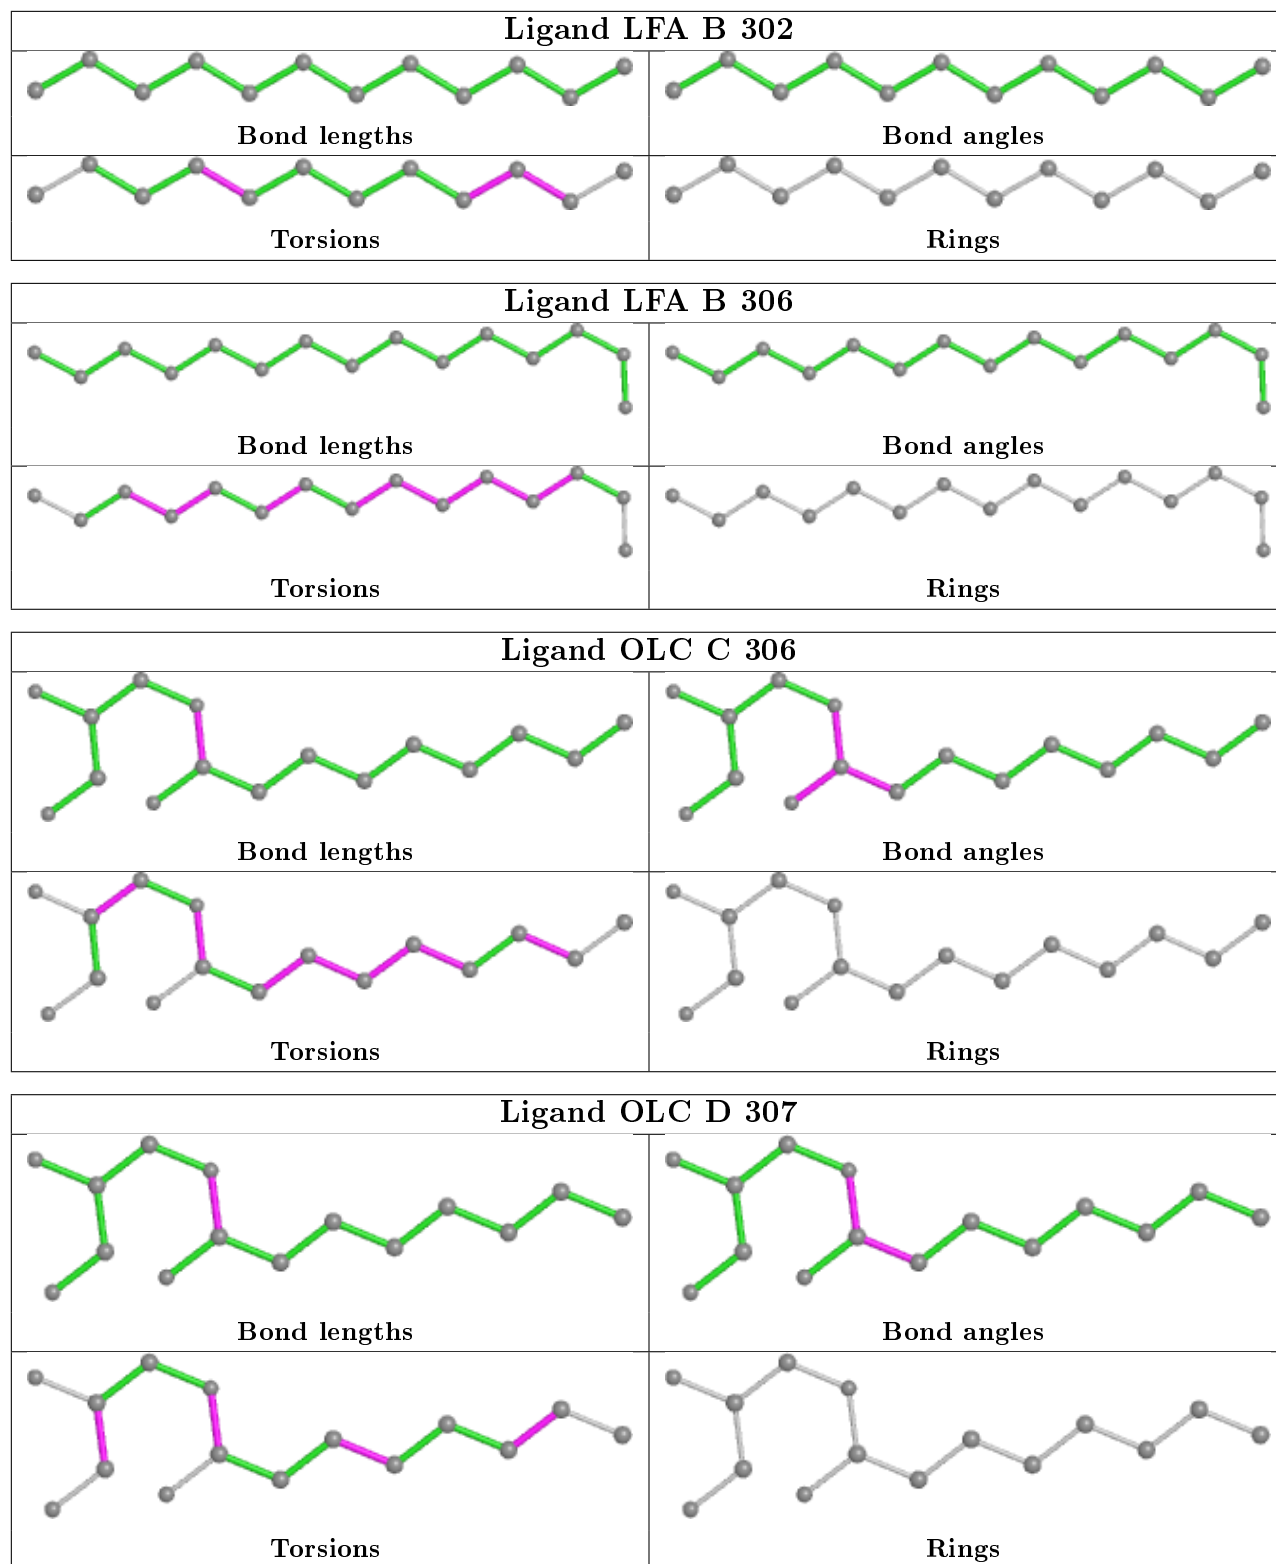 Ligand LFA B 302
Bond lengths Bond angles
Torsions Rings
Ligand LFA B 306
Bond lengths Bond angles
Torsions Rings
Ligand OLC C 306
Bond lengths Bond angles
Torsions Rings
Ligand OLC D 307
Bond lengths Bond angles
Torsions Rings